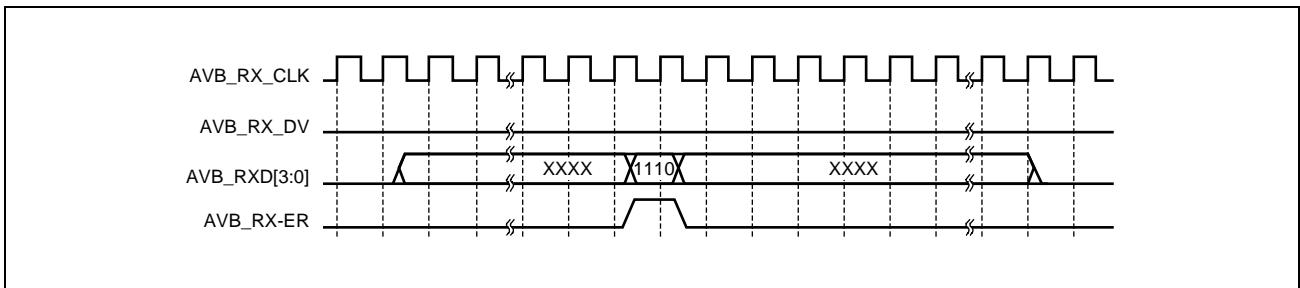 AVB_RX_CLK
AVB_RX_DV
AVB_RXD[3:0] XXXX 1110 XXXX
AVB_RX-ER